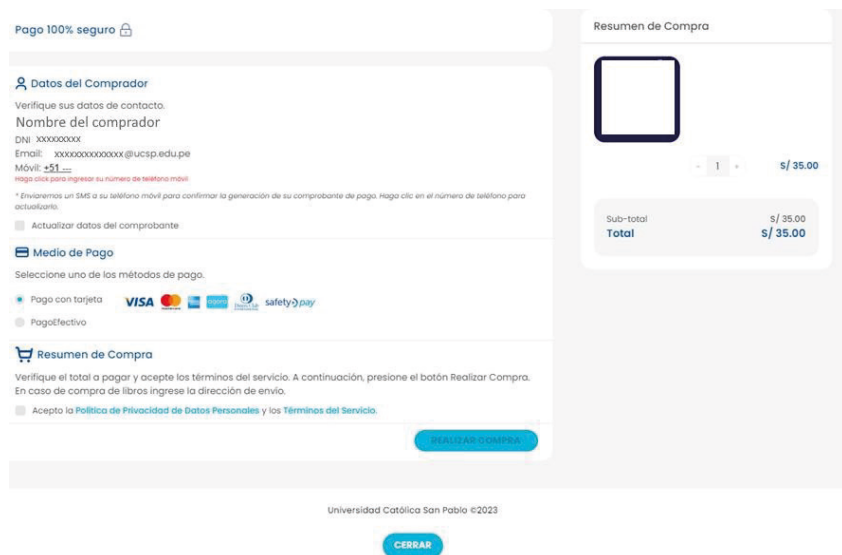 Pago 100% seguro
Datos del Comprador
Verifique sus datos de contacto.
Nombre del comprador
DNI xxxxxxxxx
Email: xxxxxxxxxxxxxx@ucsp.edu.pe
Móvil: +51 ---
Haga click para ingresar su número de teléfono móvil
* Enviaremos un SMS a su teléfono móvil para confirmar la generación de su comprobante de pago. Haga clic en el número de teléfono para
actualizarlo.
Actualizar datos del comprobante
Medio de Pago
Seleccione uno de los métodos de pago.
Pago con tarjeta VISA safetypay
PagoEfectivo
Resumen de Compra
Verifique el total a pagar y acepte los términos del servicio. A continuación, presione el botón Realizar Compra.
En caso de compra de libros ingrese la dirección de envío.
Acepto la Política de Privacidad de Datos Personales y los Términos del Servicio.
REALIZAR COMPRA
Resumen de Compra
- 1 + S/ 35.00
Sub-total S/ 35.00
Total S/ 35.00
Universidad Católica San Pablo ©2023
CERRAR